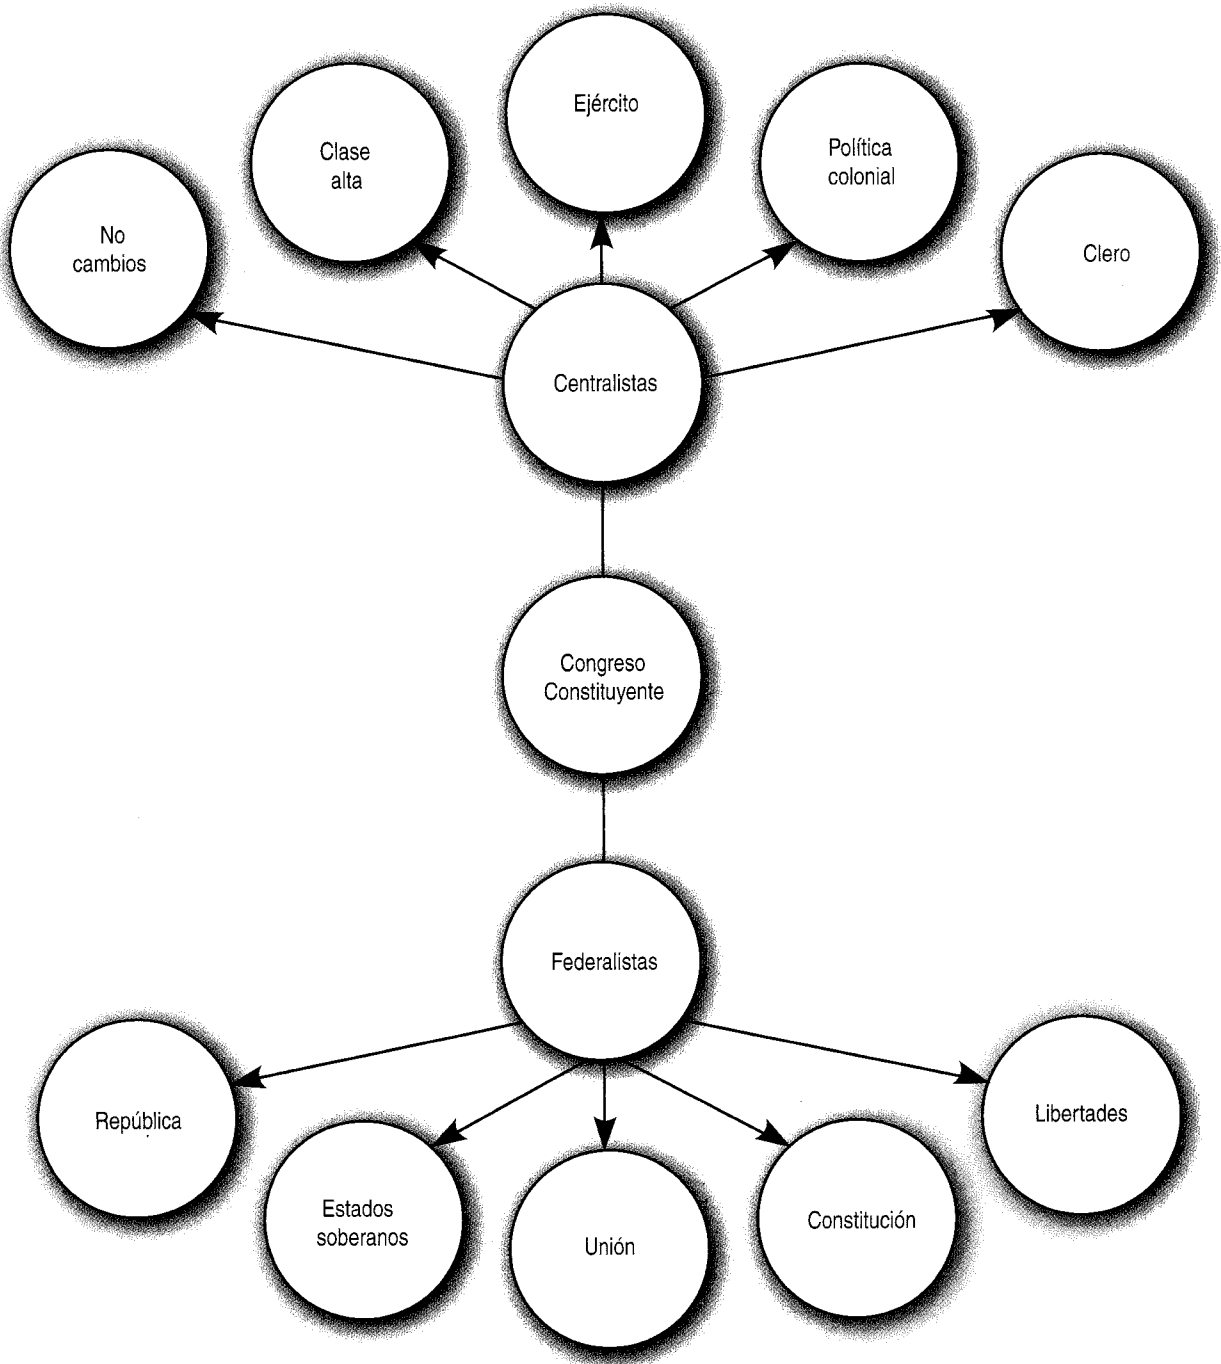 Ejército
Clase
alta
Política
colonial
No
cambios
Clero
Centralistas
Congreso
Constituyente
Federalistas
República
Libertades
Estados
soberanos
Unión
Constitución